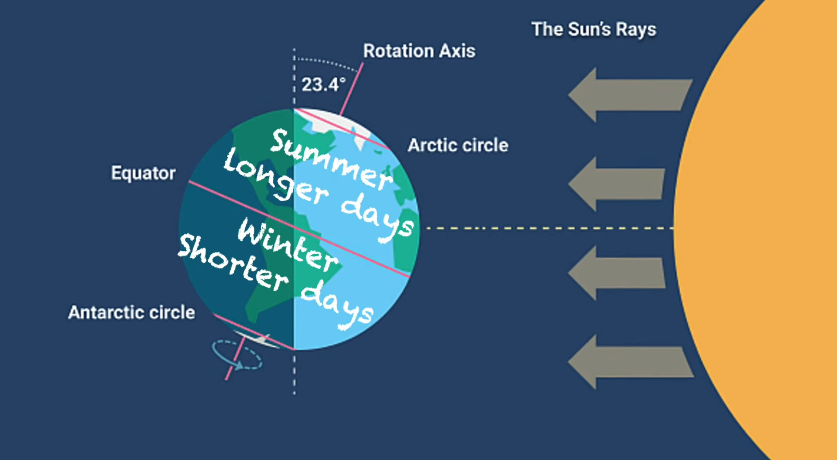 The Sun's Rays
Rotation Axis
23.4°
Arctic circle
Summer
Longer days
Equator
Winter
Shorter days
Antarctic circle